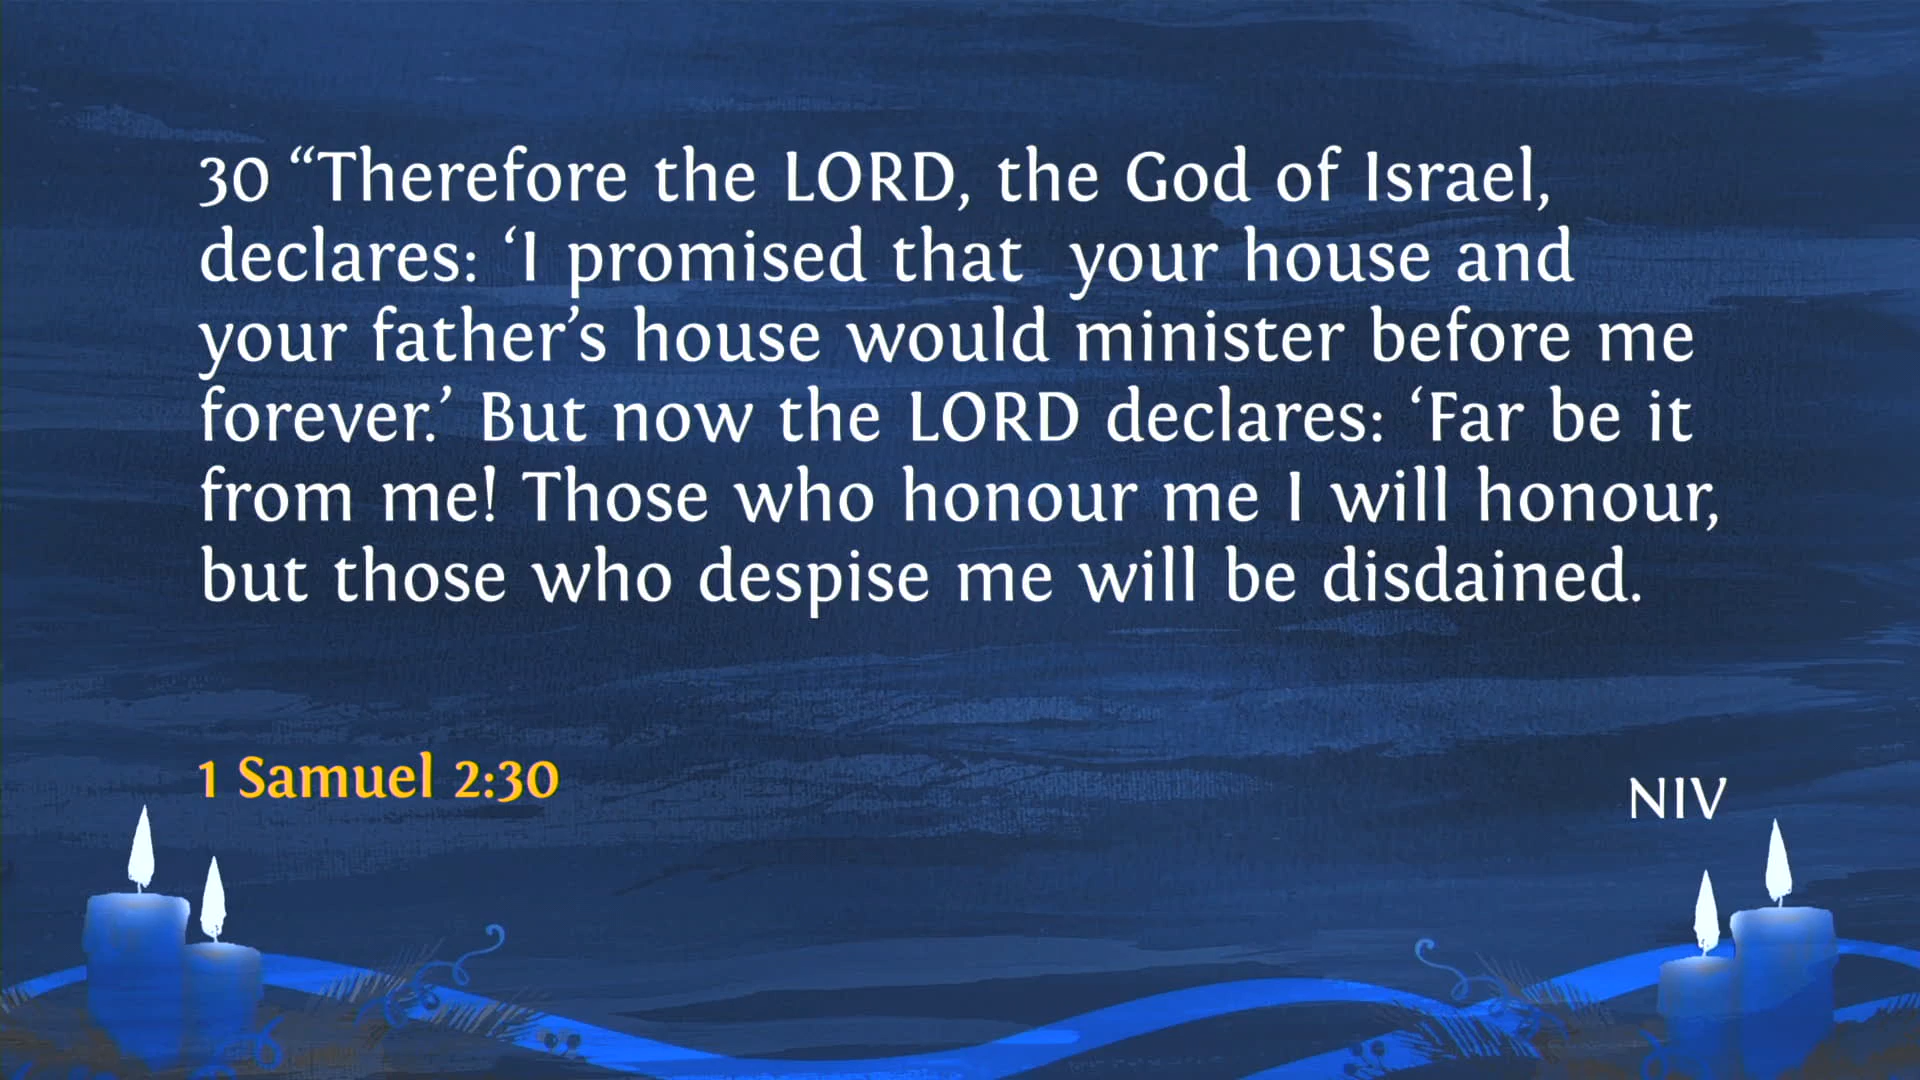 30 “Therefore the LORD, the God of Israel,
declares: ‘I promised that  your house and
your father’s house would minister before me
forever.’ But now the LORD declares: ‘Far be it
from me! Those who honour me I will honour,
but those who despise me will be disdained.
1 Samuel 2:30
NIV